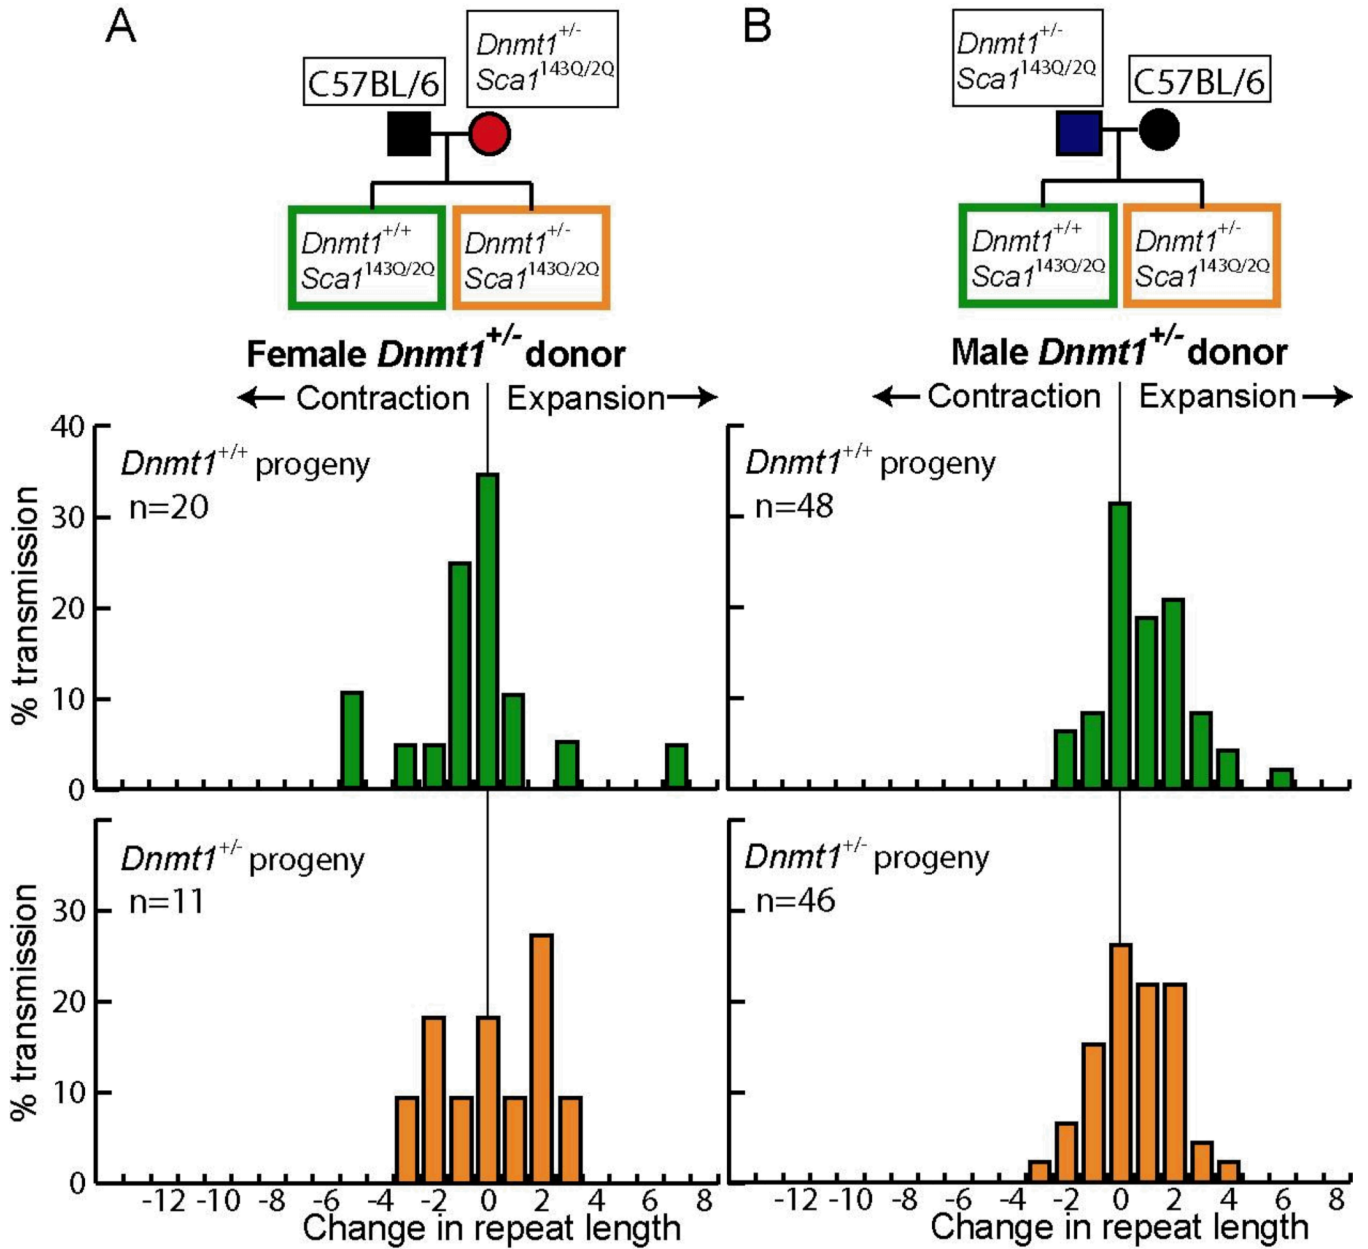 A
C57BL/6
Dnmt1+/-
Sca1143Q/2Q
Dnmt1+/+
Sca1143Q/2Q
Dnmt1+/-
Sca1143Q/2Q
Female Dnmt1+/- donor
Contraction Expansion
Dnmt1+/+ progeny
n=20
% transmission
40
30
20
10
0
Dnmt1+/- progeny
n=11
% transmission
30
20
10
0
-12 -10 -8 -6 -4 -2 0 2 4 6 8
Change in repeat length
B
Dnmt1+/-
Sca1143Q/2Q
C57BL/6
Dnmt1+/+
Sca1143Q/2Q
Dnmt1+/-
Sca1143Q/2Q
Male Dnmt1+/- donor
Contraction Expansion
Dnmt1+/+ progeny
n=48
Dnmt1+/- progeny
n=46
-12 -10 -8 -6 -4 -2 0 2 4 6 8
Change in repeat length